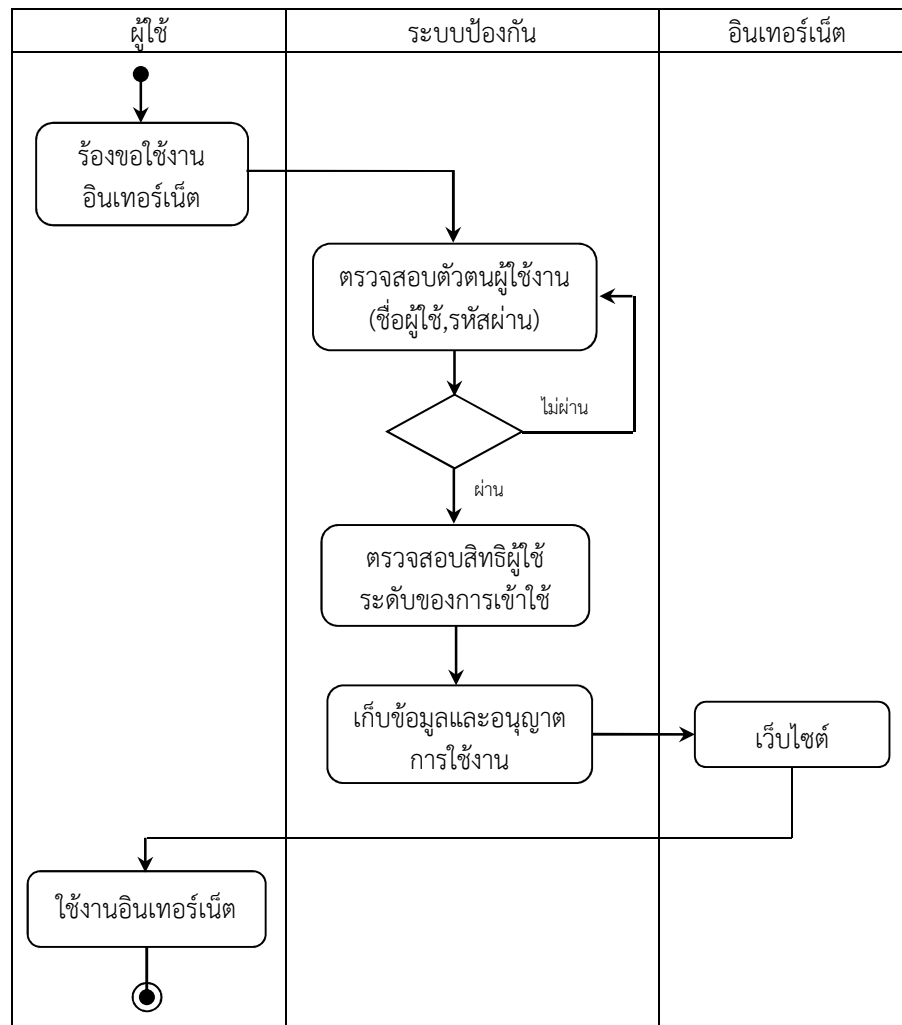 ผู้ใช้
ระบบป้องกัน
อินเทอร์เน็ต
ร้องขอใช้งาน
อินเทอร์เน็ต
ตรวจสอบตัวตนผู้ใช้งาน
(ชื่อผู้ใช้,รหัสผ่าน)
ไม่ผ่าน
ผ่าน
ตรวจสอบสิทธิผู้ใช้
ระดับของการเข้าใช้
เก็บข้อมูลและอนุญาต
การใช้งาน
เว็บไซต์
ใช้งานอินเทอร์เน็ต